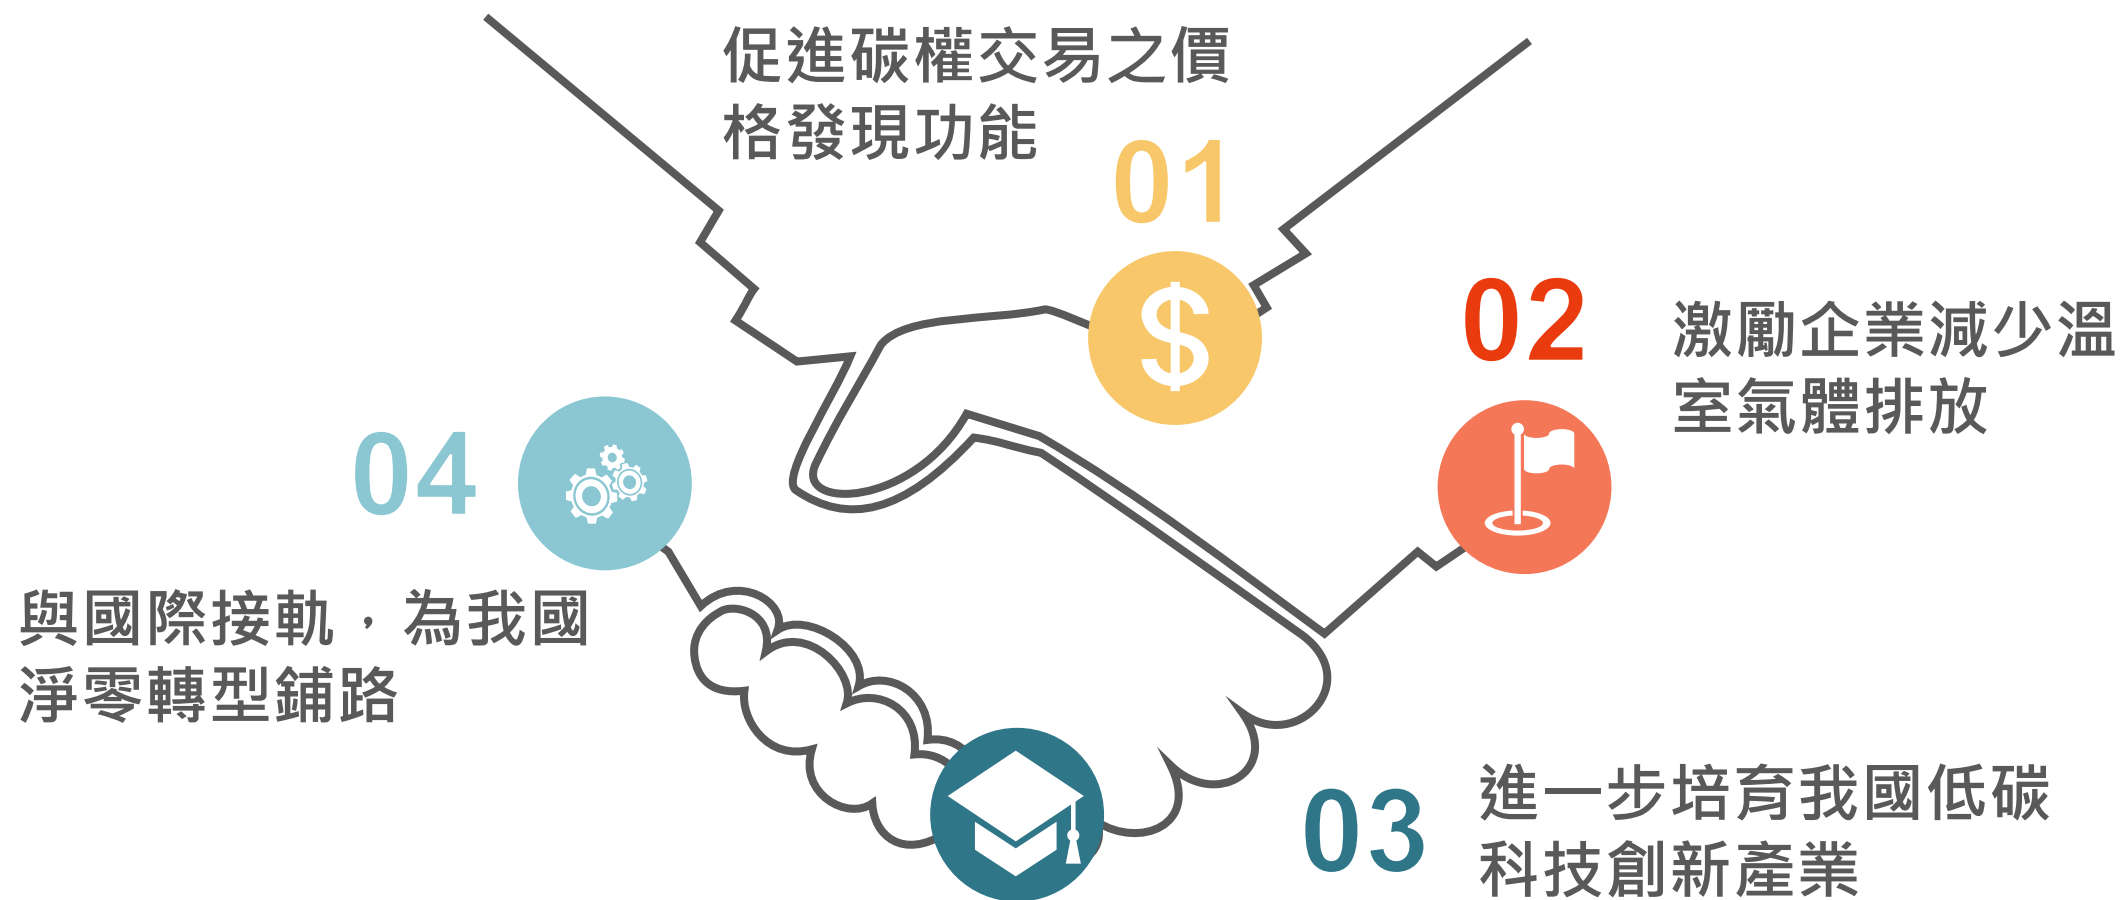 促進碳權交易之價
格發現功能
01
02
激勵企業減少溫
室氣體排放
04
與國際接軌，為我國
淨零轉型鋪路
03
進一步培育我國低碳
科技創新產業